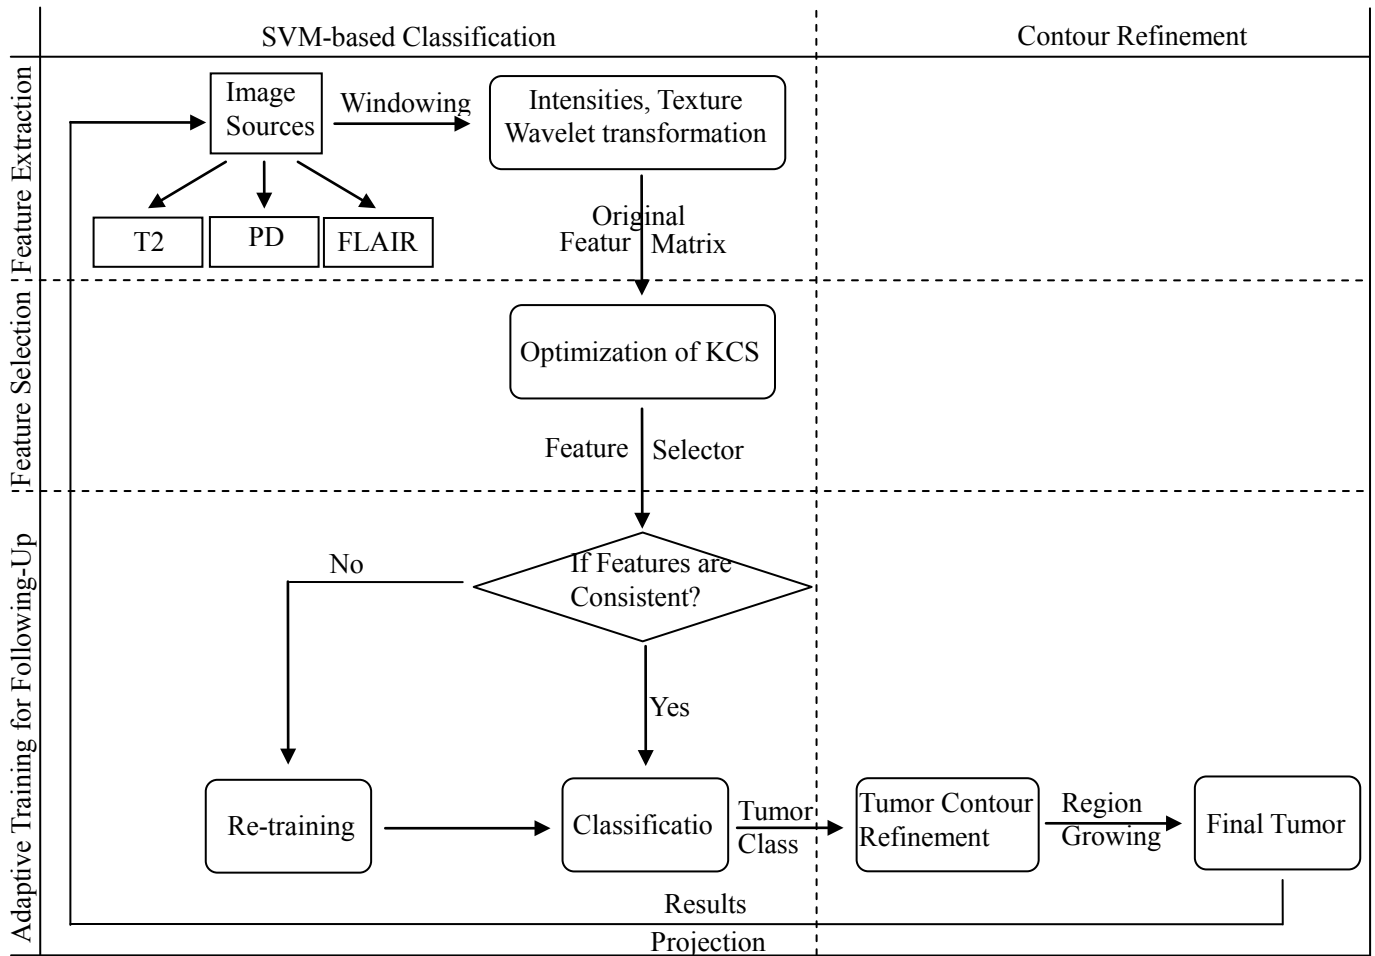 SVM-based Classification
Contour Refinement
Feature Extraction
Image
Sources
Windowing
Intensities, Texture
Wavelet transformation
T2
PD
FLAIR
Original
Featur Matrix
Feature Selection
Optimization of KCS
Feature Selector
Adaptive Training for Following-Up
If Features are
Consistent?
No
Yes
Re-training
Classificatio
Tumor
Class
Tumor Contour
Refinement
Region
Growing
Final Tumor
Results
Projection